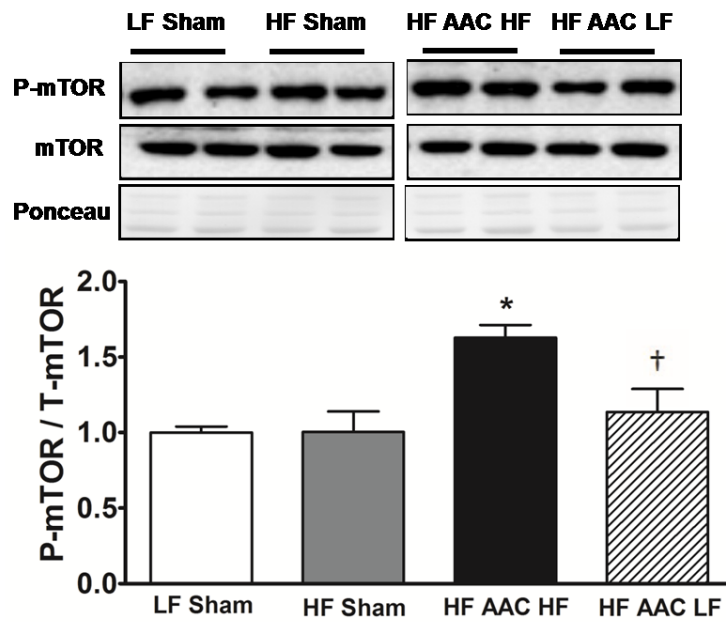 LF Sham HF Sham HF AAC HF HF AAC LF
P-mTOR
mTOR
Ponceau
P-mTOR / T-mTOR
2.0
1.5
1.0
0.5
0.0
*
†
LF Sham HF Sham HF AAC HF HF AAC LF